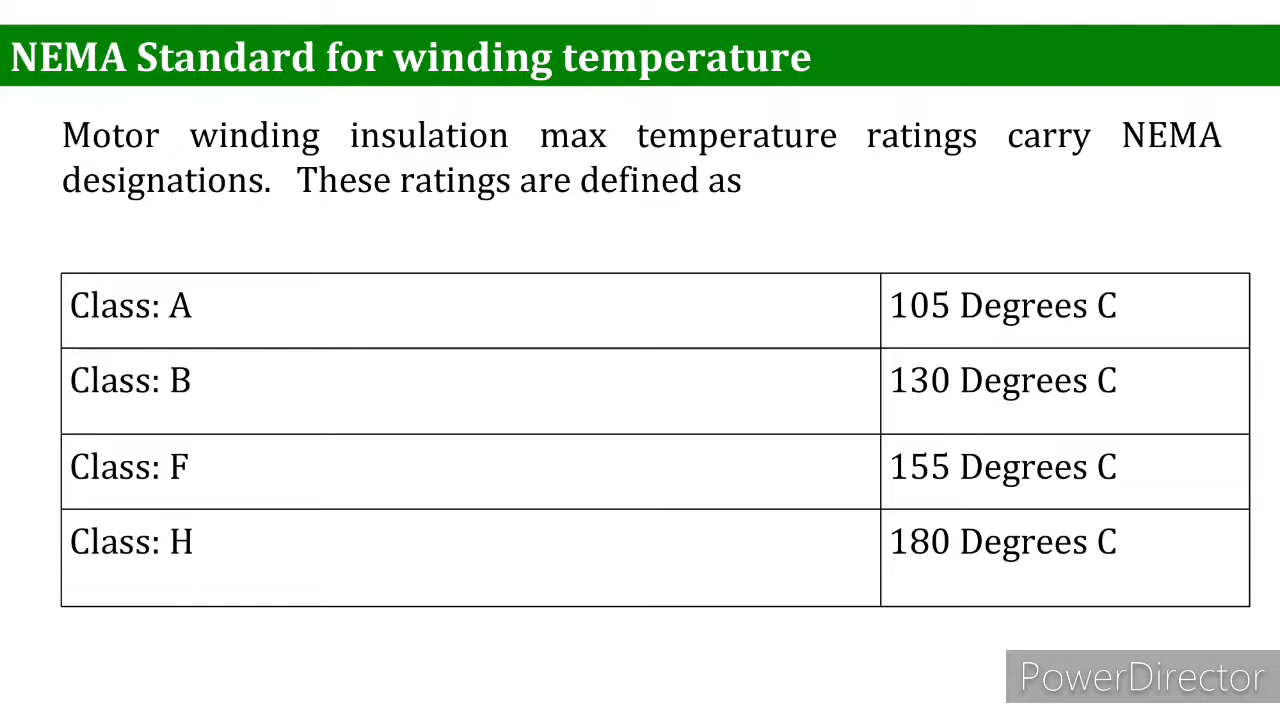 NEMA Standard for winding temperature
Motor winding insulation max temperature ratings carry NEMA
designations. These ratings are defined as
Class: A 105 Degrees C
Class: B 130 Degrees C
Class: F 155 Degrees C
Class: H 180 Degrees C
PowerDirector